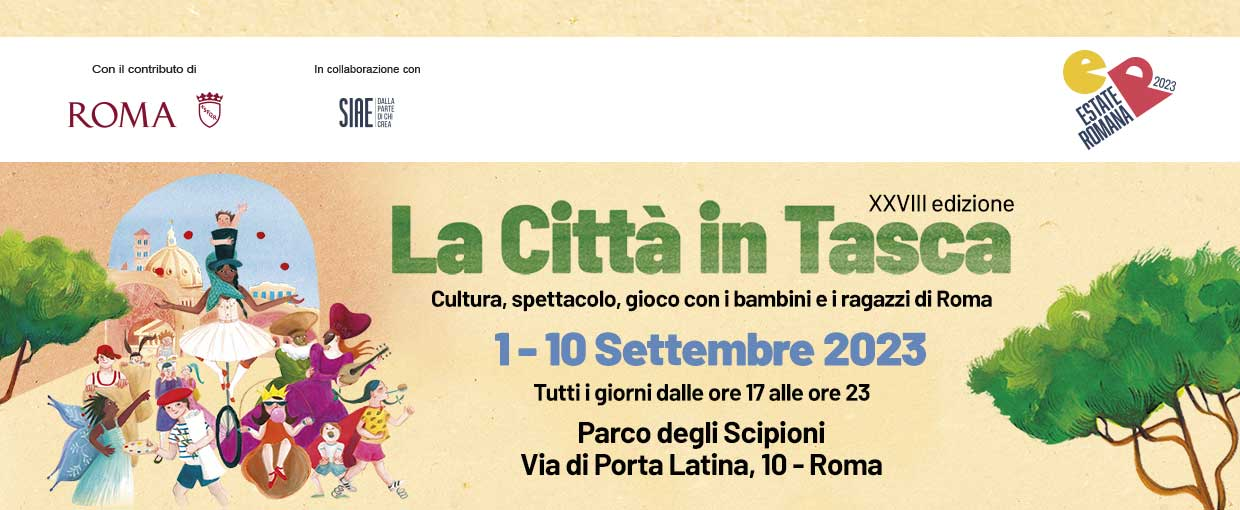 Con il contributo di
ROMA
In collaborazione con
SIAE
DALLA
PARTE
DI CHI
CREA
ER
2023
ESTATE
ROMANA
XXVIII edizione
La Città in Tasca
Cultura, spettacolo, gioco con i bambini e i ragazzi di Roma
1 - 10 Settembre 2023
Tutti i giorni dalle ore 17 alle ore 23
Parco degli Scipioni
Via di Porta Latina, 10 - Roma